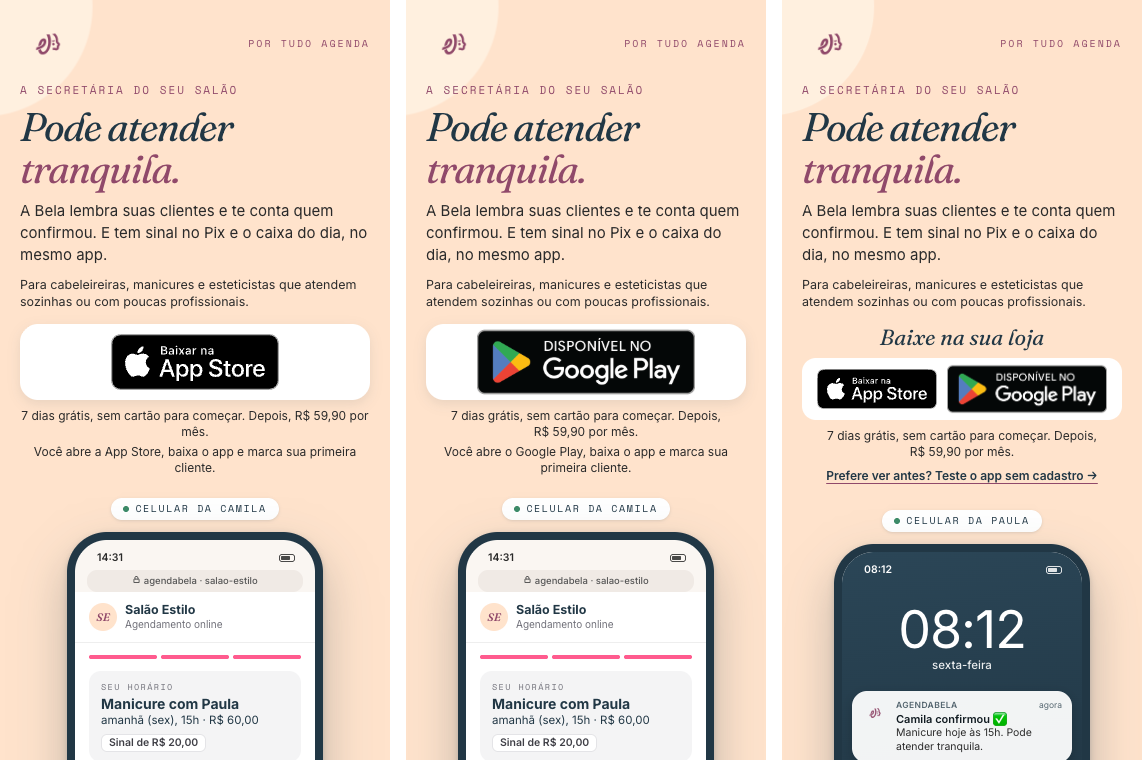 POR TUDO AGENDA
A SECRETÁRIA DO SEU SALÃO
Pode atender
tranquila.
A Bela lembra suas clientes e te conta quem
confirmou. E tem sinal no Pix e o caixa do dia, no
mesmo app.
Para cabeleireiras, manicures e esteticistas que atendem
sozinhas ou com poucas profissionais.
Baixar na
App Store
7 dias grátis, sem cartão para começar. Depois, R$ 59,90 por
mês.
Você abre a App Store, baixa o app e marca sua primeira
cliente.
CELULAR DA CAMILA
14:31
agendabela · salao-estilo
SE
Salão Estilo
Agendamento online
SEU HORÁRIO
Manicure com Paula
amanhã (sex), 15h · R$ 60,00
Sinal de R$ 20,00
POR TUDO AGENDA
A SECRETÁRIA DO SEU SALÃO
Pode atender
tranquila.
A Bela lembra suas clientes e te conta quem
confirmou. E tem sinal no Pix e o caixa do
dia, no mesmo app.
Para cabeleireiras, manicures e esteticistas que
atendem sozinhas ou com poucas profissionais.
DISPONÍVEL NO
Google Play
7 dias grátis, sem cartão para começar. Depois,
R$ 59,90 por mês.
Você abre o Google Play, baixa o app e marca sua
primeira cliente.
CELULAR DA CAMILA
14:31
agendabela · salao-estilo
SE
Salão Estilo
Agendamento online
SEU HORÁRIO
Manicure com Paula
amanhã (sex), 15h · R$ 60,00
Sinal de R$ 20,00
POR TUDO AGENDA
A SECRETÁRIA DO SEU SALÃO
Pode atender
tranquila.
A Bela lembra suas clientes e te conta quem
confirmou. E tem sinal no Pix e o caixa do
dia, no mesmo app.
Para cabeleireiras, manicures e esteticistas que
atendem sozinhas ou com poucas profissionais.
Baixe na sua loja
Baixar na
App Store
DISPONÍVEL NO
Google Play
7 dias grátis, sem cartão para começar. Depois,
R$ 59,90 por mês.
Prefere ver antes? Teste o app sem cadastro →
CELULAR DA PAULA
08:12
08:12
sexta-feira
AGENDABELA
agora
Camila confirmou ✅
Manicure hoje às 15h. Pode
atender tranquila.